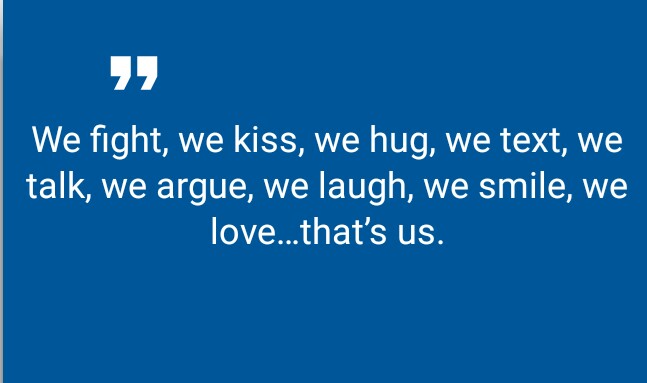 ”
We fight, we kiss, we hug, we text, we
talk, we argue, we laugh, we smile, we
love...that’s us.